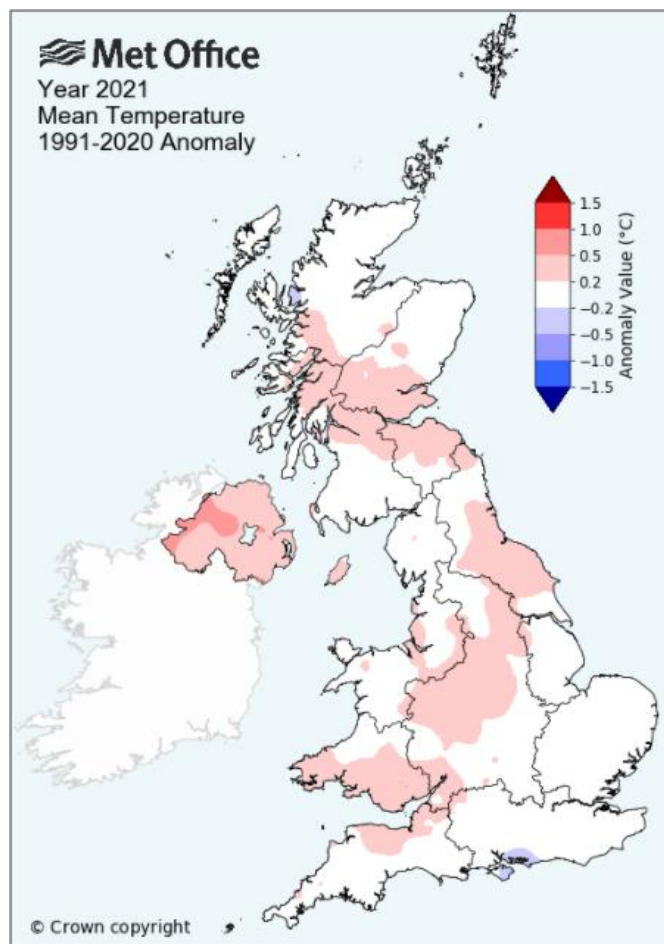 Met Office
Year 2021
Mean Temperature
1991-2020 Anomaly
1.5
1.0
0.5
0.2
−0.2
−0.5
−1.0
−1.5
Anomaly Value (°C)
© Crown copyright